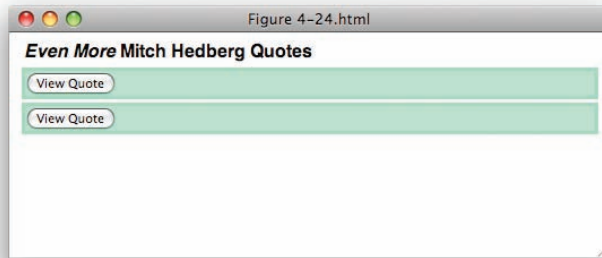 Figure 4-24.html
Even More Mitch Hedberg Quotes
View Quote
View Quote